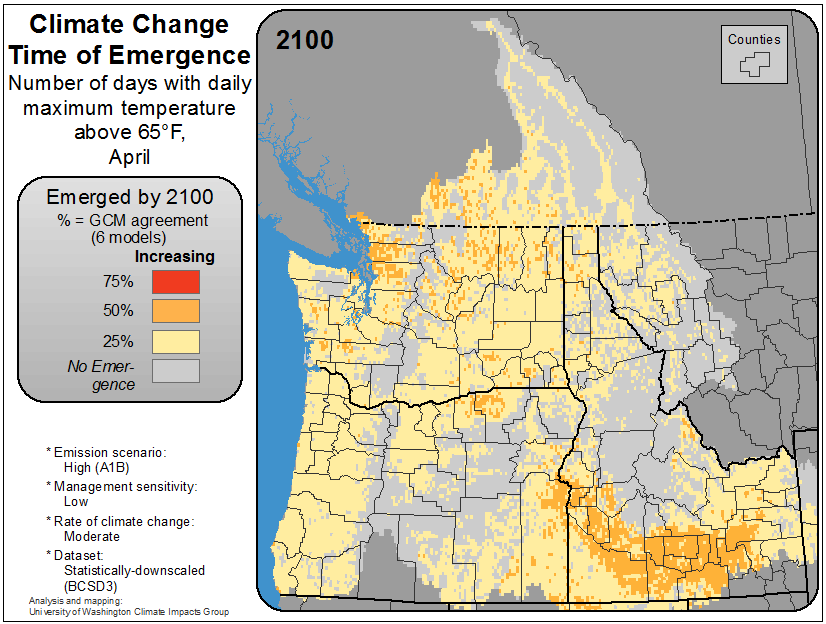 Climate Change
Time of Emergence
Number of days with daily
maximum temperature
above 65°F,
April
Emerged by 2100
% = GCM agreement
(6 models)
Increasing
75%
50%
25%
No Emer-
gence
* Emission scenario:
High (A1B)
* Management sensitivity:
Low
* Rate of climate change:
Moderate
* Dataset:
Statistically-downscaled
(BCSD3)
Analysis and mapping:
University of Washington Climate Impacts Group
2100
Counties